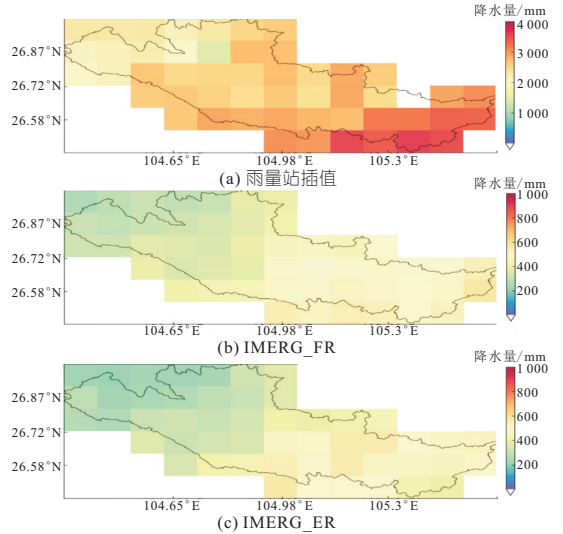 降水量/mm
4 000
3 000
2 000
1 000
26.87°N
26.72°N
26.58°N
104.65°E
104.98°E
105.3°E
(a) 雨量站插值
降水量/mm
1 000
800
600
400
200
26.87°N
26.72°N
26.58°N
104.65°E
104.98°E
105.3°E
(b) IMERG_FR
降水量/mm
1 000
800
600
400
200
26.87°N
26.72°N
26.58°N
104.65°E
104.98°E
105.3°E
(c) IMERG_ER